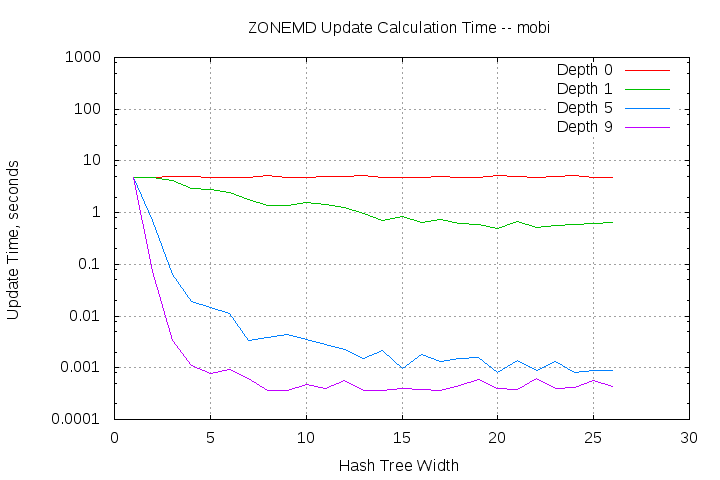 ZONEMD Update Calculation Time -- mobi
1000
100
10
1
0.1
0.01
0.001
0.0001
Update Time, seconds
Depth 0
Depth 1
Depth 5
Depth 9
0 5 10 15 20 25 30
Hash Tree Width